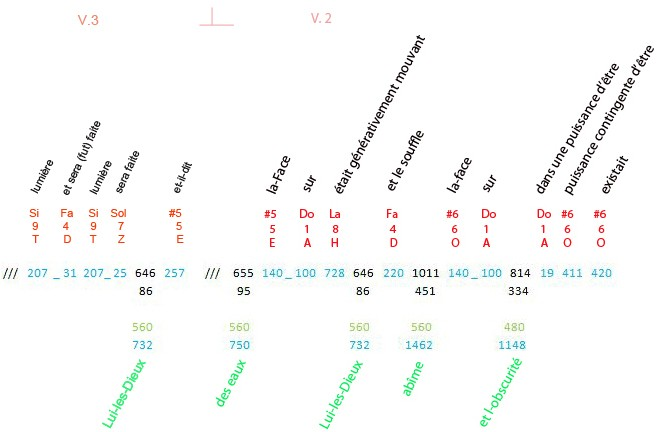 V.3
V. 2
lumière
et sera (fut) faite
lumière
sera faite
et-il-dit
la-Face
sur
était générativement mouvant
et le souffle
la-face
sur
dans une puissance d'être
puissance contingente d'être
existait
Si Fa Si Sol #5 #5 Do La Fa #6 Do Do #6 #6
9 4 9 7 5 5 1 8 4 6 1 1 6 6
T D T Z E E A H D O A A O O
/// 207 _ 31 207_ 25 646 257 /// 655 140 _ 100 728 646 220 1011 140 _ 100 814 19 411 420
86 95 86 451 334
560 560 560 560 480
732 750 732 1462 1148
Lui-les-Dieux
des eaux
Lui-les-Dieux
abime
et l-obscurité